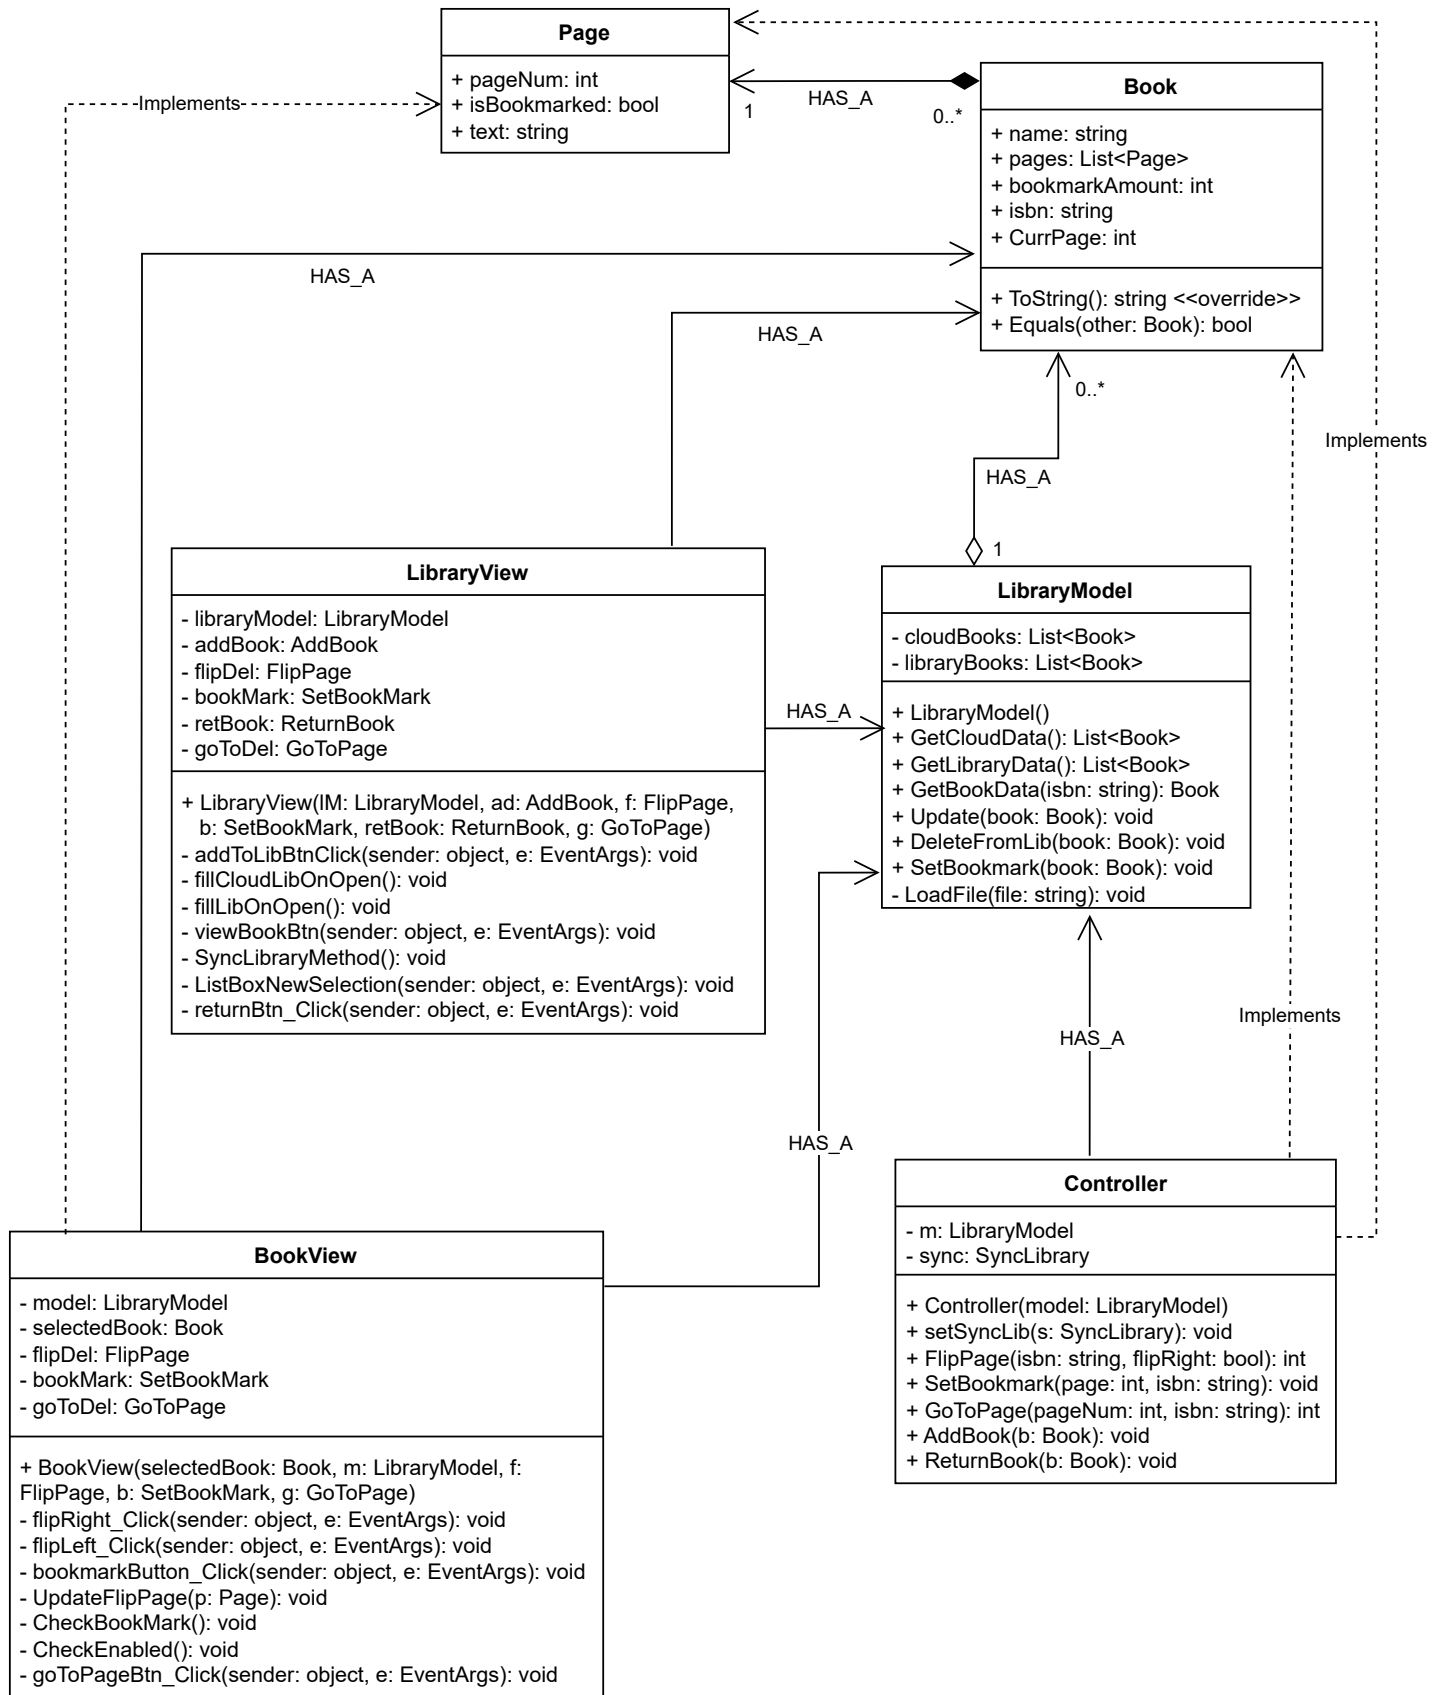 Page
+ pageNum: int
+ isBookmarked: bool
+ text: string
Implements
HAS_A
1
0..*
Book
+ name: string
+ pages: List<Page>
+ bookmarkAmount: int
+ isbn: string
+ CurrPage: int
+ ToString(): string <<override>>
+ Equals(other: Book): bool
HAS_A
HAS_A
0..*
HAS_A
1
Implements
LibraryView
- libraryModel: LibraryModel
- addBook: AddBook
- flipDel: FlipPage
- bookMark: SetBookMark
- retBook: ReturnBook
- goToDel: GoToPage
+ LibraryView(lM: LibraryModel, ad: AddBook, f: FlipPage,
b: SetBookMark, retBook: ReturnBook, g: GoToPage)
- addToLibBtnClick(sender: object, e: EventArgs): void
- fillCloudLibOnOpen(): void
- fillLibOnOpen(): void
- viewBookBtn(sender: object, e: EventArgs): void
- SyncLibraryMethod(): void
- ListBoxNewSelection(sender: object, e: EventArgs): void
- returnBtn_Click(sender: object, e: EventArgs): void
HAS_A
LibraryModel
- cloudBooks: List<Book>
- libraryBooks: List<Book>
+ LibraryModel()
+ GetCloudData(): List<Book>
+ GetLibraryData(): List<Book>
+ GetBookData(isbn: string): Book
+ Update(book: Book): void
+ DeleteFromLib(book: Book): void
+ SetBookmark(book: Book): void
- LoadFile(file: string): void
Implements
HAS_A
HAS_A
Controller
- m: LibraryModel
- sync: SyncLibrary
+ Controller(model: LibraryModel)
+ setSyncLib(s: SyncLibrary): void
+ FlipPage(isbn: string, flipRight: bool): int
+ SetBookmark(page: int, isbn: string): void
+ GoToPage(pageNum: int, isbn: string): int
+ AddBook(b: Book): void
+ ReturnBook(b: Book): void
BookView
- model: LibraryModel
- selectedBook: Book
- flipDel: FlipPage
- bookMark: SetBookMark
- goToDel: GoToPage
+ BookView(selectedBook: Book, m: LibraryModel, f:
FlipPage, b: SetBookMark, g: GoToPage)
- flipRight_Click(sender: object, e: EventArgs): void
- flipLeft_Click(sender: object, e: EventArgs): void
- bookmarkButton_Click(sender: object, e: EventArgs): void
- UpdateFlipPage(p: Page): void
- CheckBookMark(): void
- CheckEnabled(): void
- goToPageBtn_Click(sender: object, e: EventArgs): void